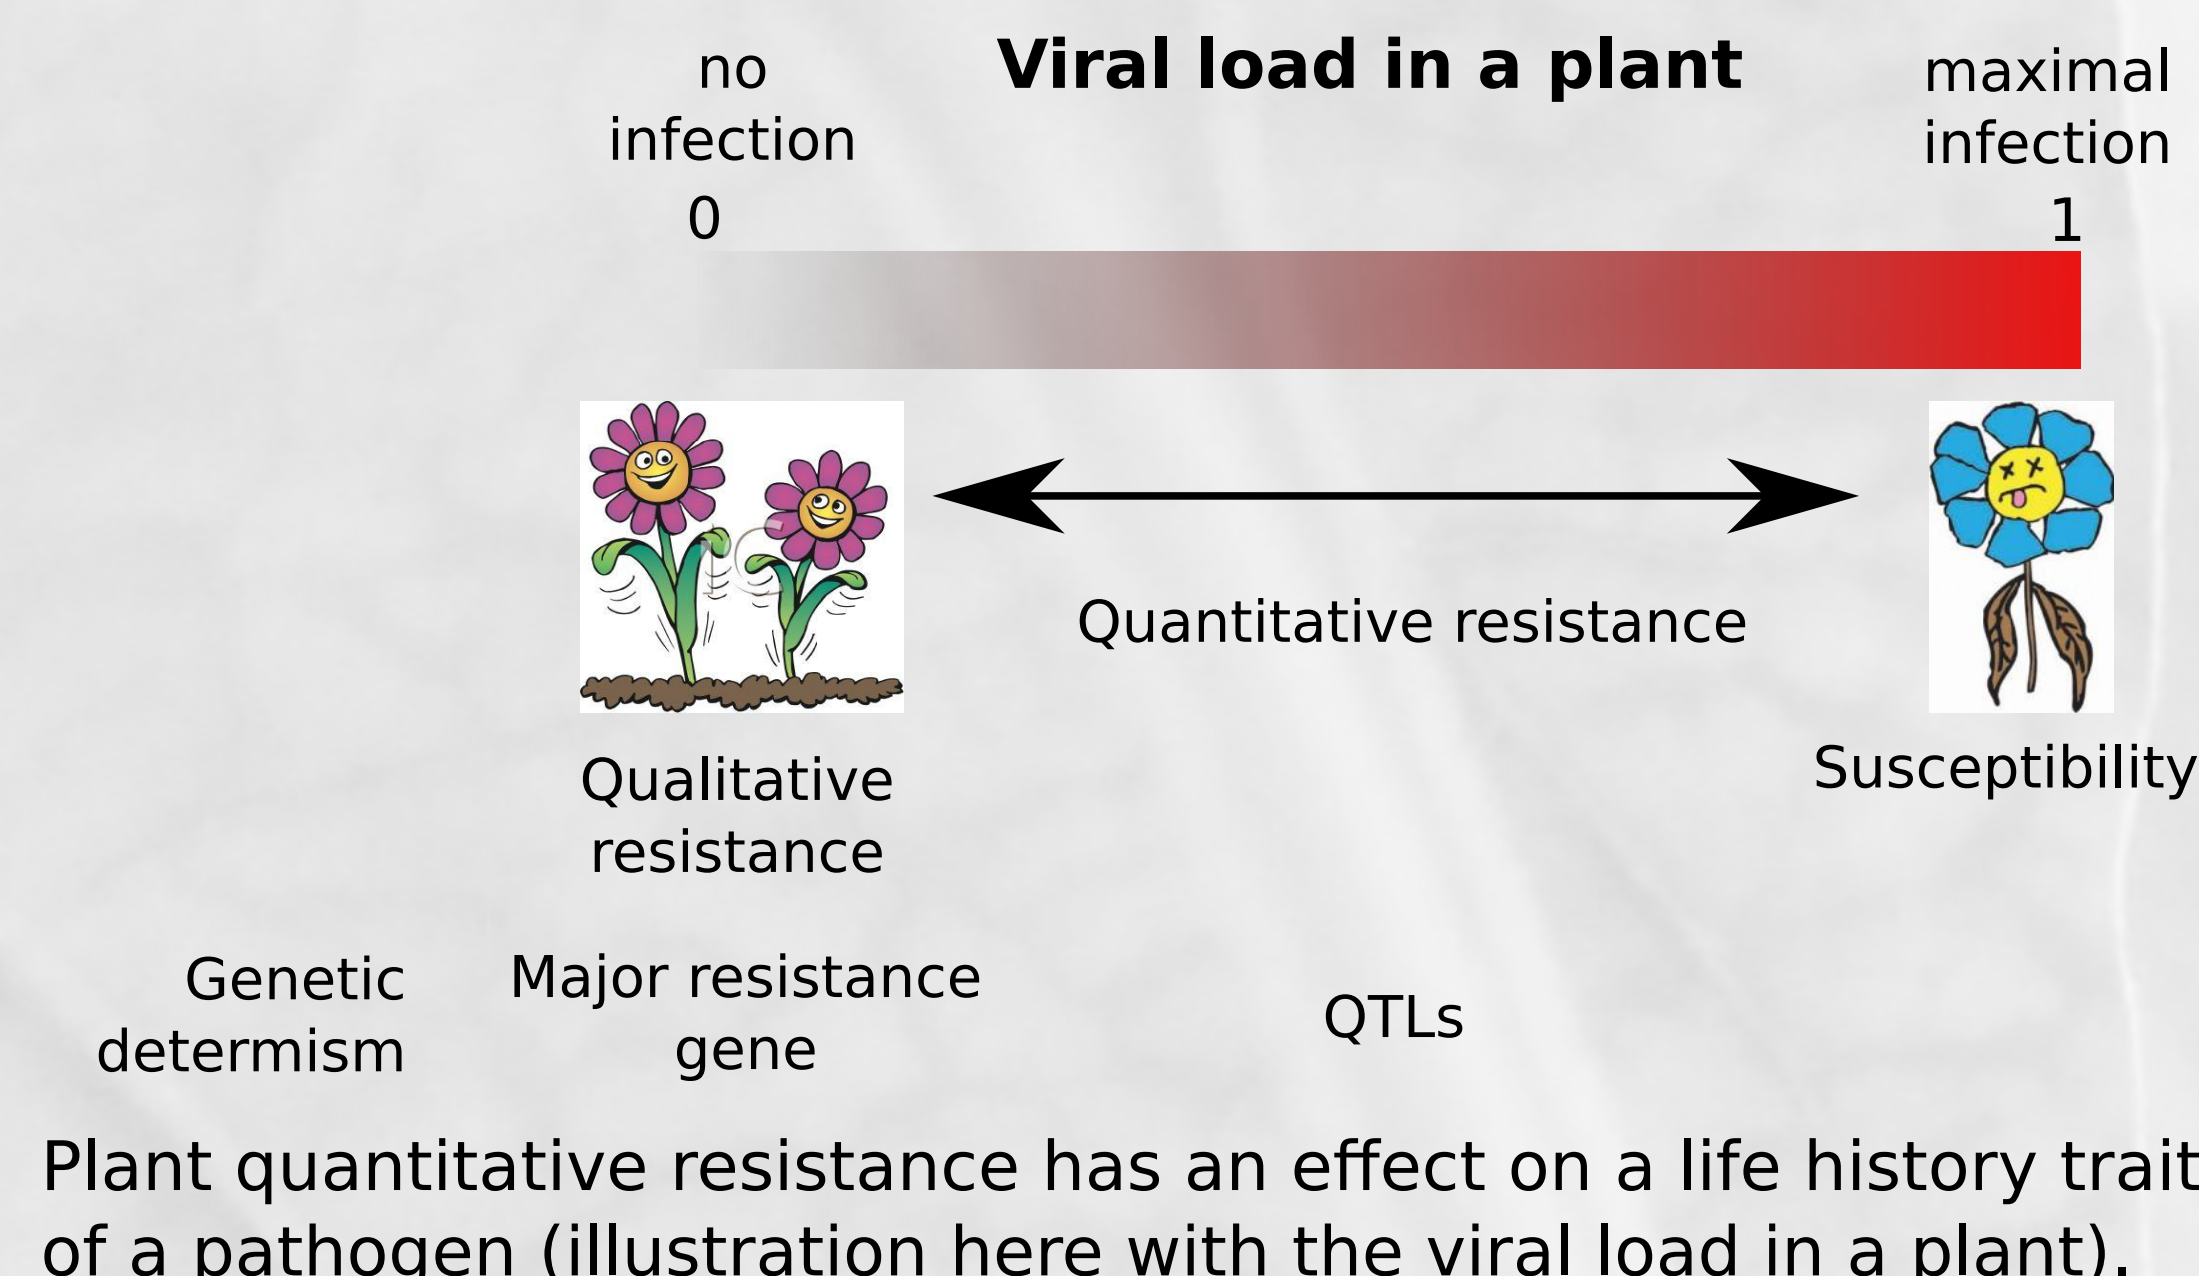 no
infection
0
Viral load in a plant
maximal
infection
1
Quantitative resistance
Qualitative
resistance
Susceptibility
Genetic
determism
Major resistance
gene
QTLs
Plant quantitative resistance has an effect on a life history trait
of a pathogen (illustration here with the viral load in a plant).